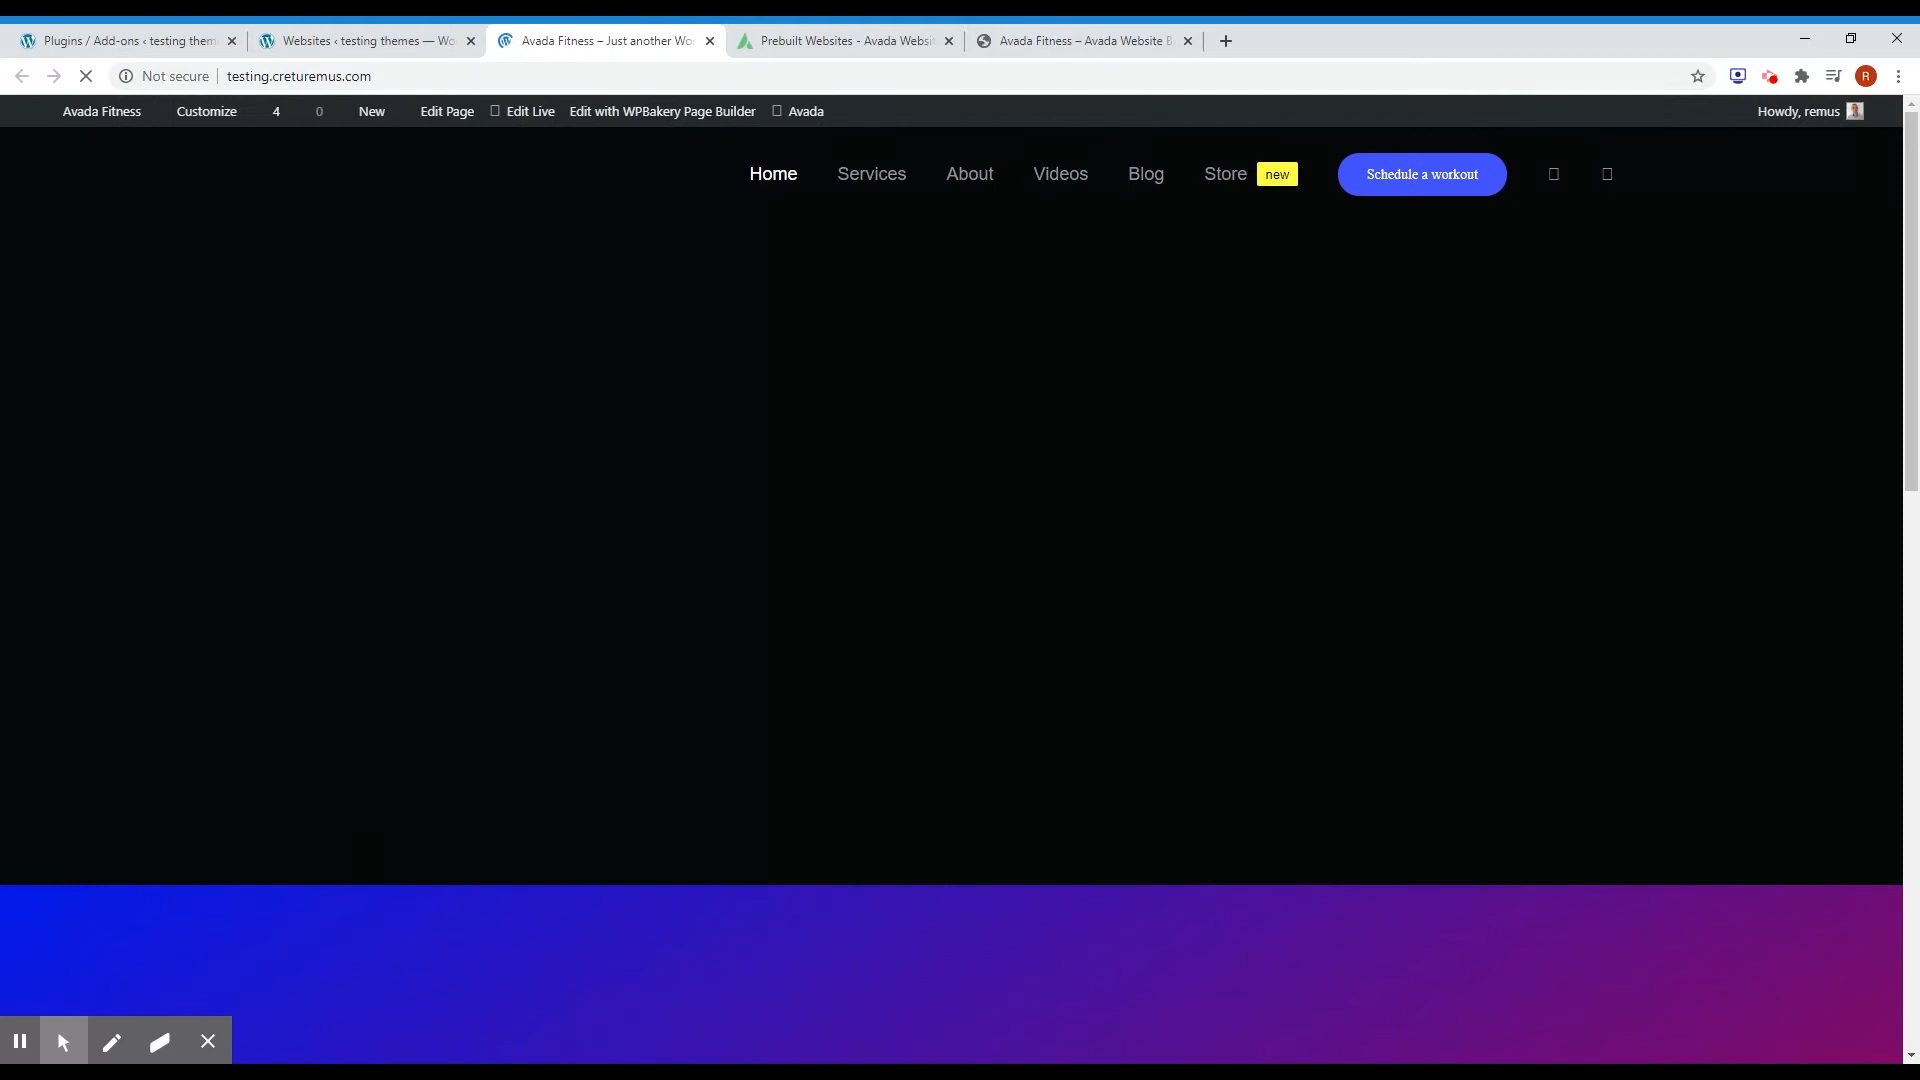 Plugins / Add-ons ‹ testing them
Websites ‹ testing themes — Wo
Avada Fitness – Just another Wor
Prebuilt Websites - Avada Websit
Avada Fitness – Avada Website B
Not secure
testing.creturemus.com
R
Avada Fitness
Customize
4
0
New
Edit Page
Edit Live
Edit with WPBakery Page Builder
Avada
Howdy, remus
Home
Services
About
Videos
Blog
Store
new
Schedule a workout